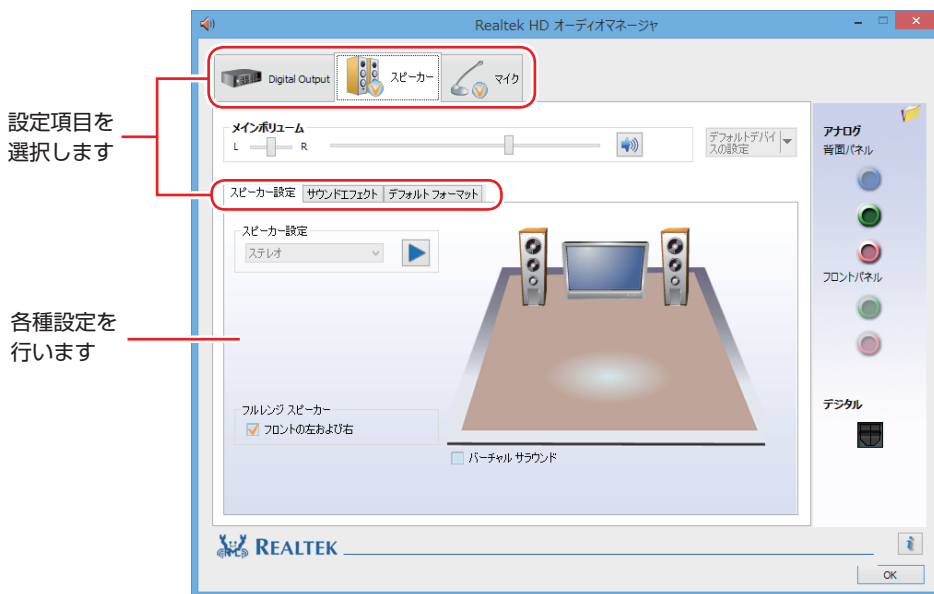 Realtek HD オーディオマネージャ
Digital Output
スピーカー
マイク
設定項目を
選択します
メインボリューム
L
R
デフォルトデバイ
スの設定
アナログ
背面パネル
スピーカー設定
サウンドエフェクト
デフォルト フォーマット
スピーカー設定
ステレオ
フロントパネル
各種設定を
行います
フルレンジ スピーカー
フロントの左および右
バーチャル サラウンド
デジタル
REALTEK
i
OK